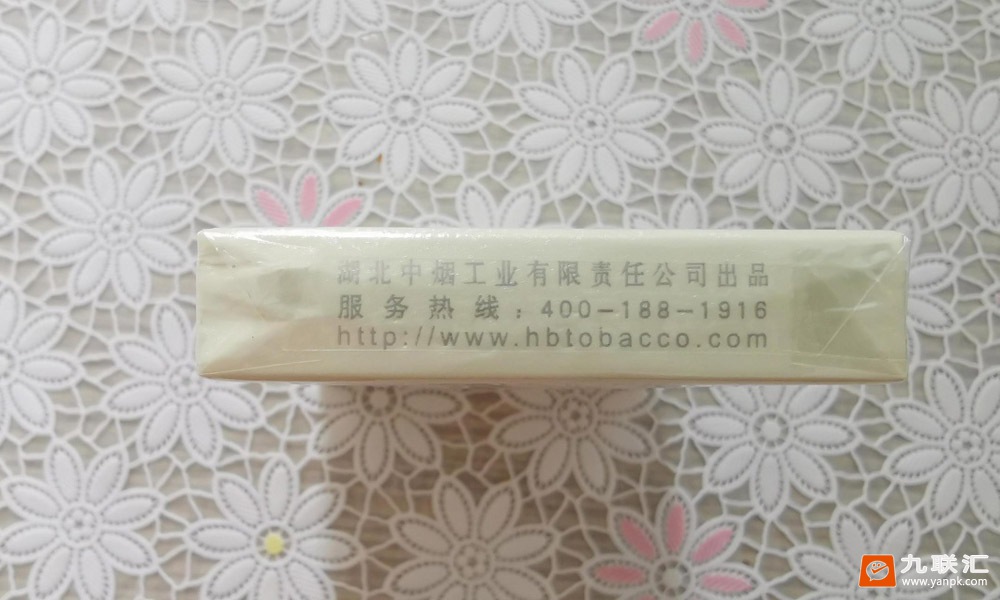 湖北中烟工业有限责任公司出品
服务热线：400-188-1916
http://www.hbtobacco.com
九联汇
www.yanpk.com